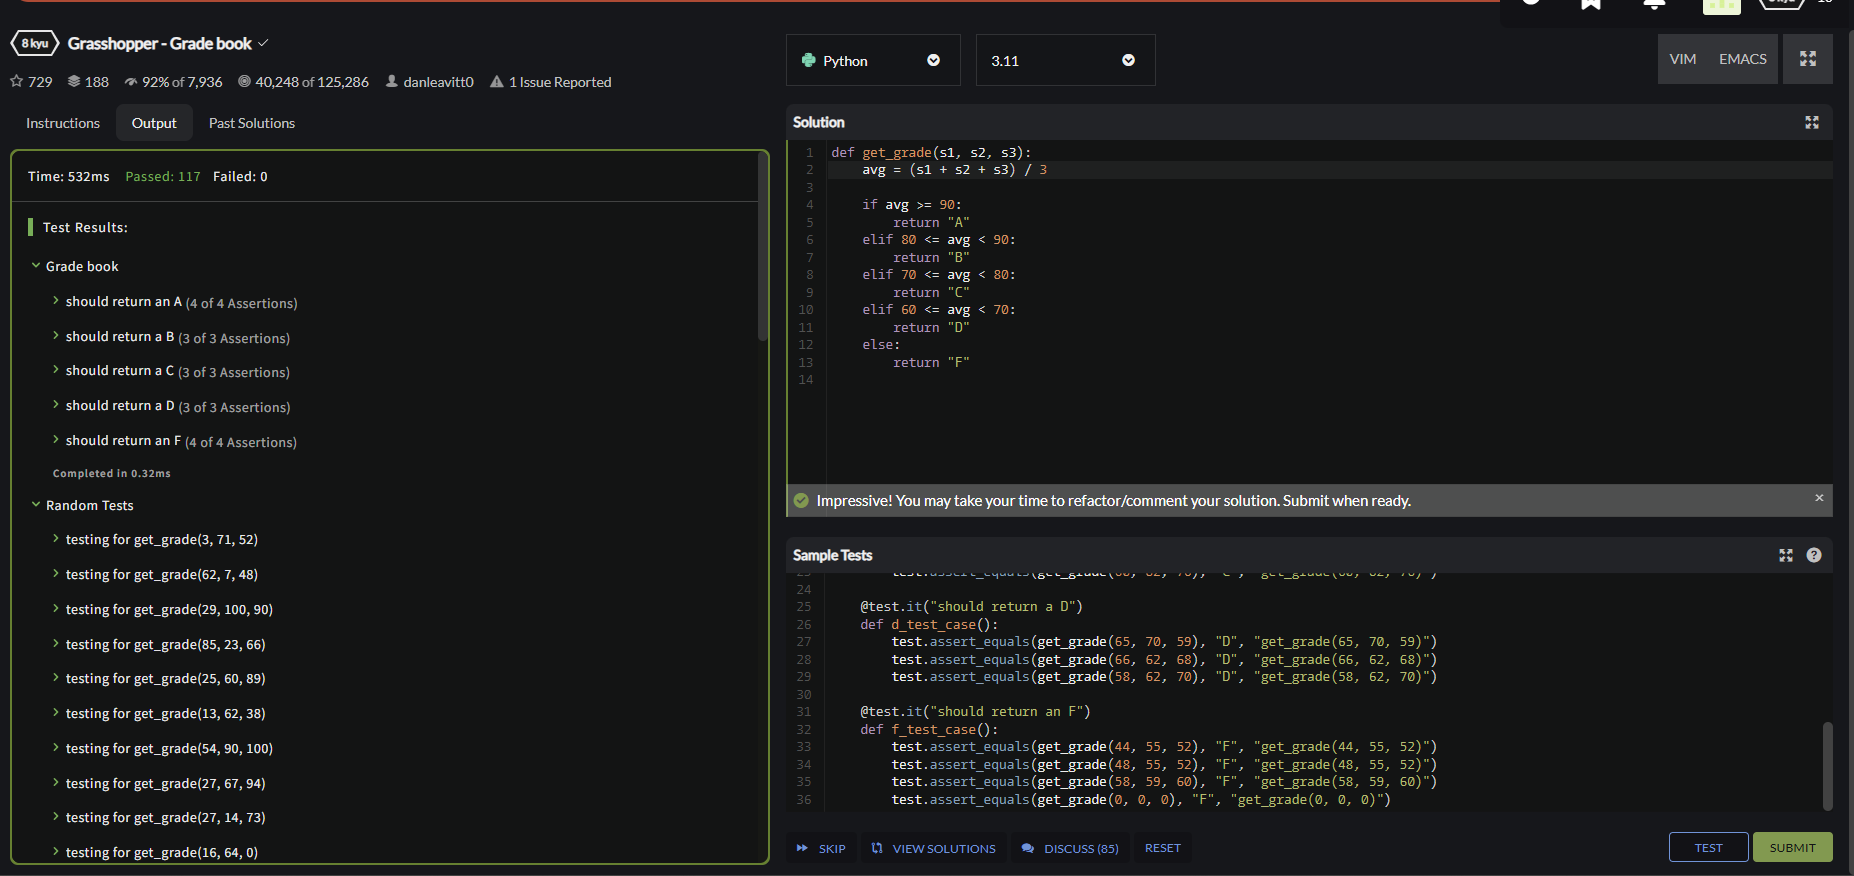 8 kyu Grasshopper - Grade book
729 188 92% of 7,936 40,248 of 125,286 danleavitt0 1 Issue Reported
Instructions Output Past Solutions
Time: 532ms Passed: 117 Failed: 0
Test Results:
Grade book
should return an A (4 of 4 Assertions)
should return a B (3 of 3 Assertions)
should return a C (3 of 3 Assertions)
should return a D (3 of 3 Assertions)
should return an F (4 of 4 Assertions)
Completed in 0.32ms
Random Tests
testing for get_grade(3, 71, 52)
testing for get_grade(62, 7, 48)
testing for get_grade(29, 100, 90)
testing for get_grade(85, 23, 66)
testing for get_grade(25, 60, 89)
testing for get_grade(13, 62, 38)
testing for get_grade(54, 90, 100)
testing for get_grade(27, 67, 94)
testing for get_grade(27, 14, 73)
testing for get_grade(16, 64, 0)
Python 3.11 VIM EMACS
Solution
1 def get_grade(s1, s2, s3):
2 avg = (s1 + s2 + s3) / 3
3
4 if avg >= 90:
5 return "A"
6 elif 80 <= avg < 90:
7 return "B"
8 elif 70 <= avg < 80:
9 return "C"
10 elif 60 <= avg < 70:
11 return "D"
12 else:
13 return "F"
14
Impressive! You may take your time to refactor/comment your solution. Submit when ready.
Sample Tests
24
25 @test.it("should return a D")
26 def d_test_case():
27 test.assert_equals(get_grade(65, 70, 59), "D", "get_grade(65, 70, 59)")
28 test.assert_equals(get_grade(66, 62, 68), "D", "get_grade(66, 62, 68)")
29 test.assert_equals(get_grade(58, 62, 70), "D", "get_grade(58, 62, 70)")
30
31 @test.it("should return an F")
32 def f_test_case():
33 test.assert_equals(get_grade(44, 55, 52), "F", "get_grade(44, 55, 52)")
34 test.assert_equals(get_grade(48, 55, 52), "F", "get_grade(48, 55, 52)")
35 test.assert_equals(get_grade(58, 59, 60), "F", "get_grade(58, 59, 60)")
36 test.assert_equals(get_grade(0, 0, 0), "F", "get_grade(0, 0, 0)")
SKIP VIEW SOLUTIONS DISCUSS (85) RESET TEST SUBMIT